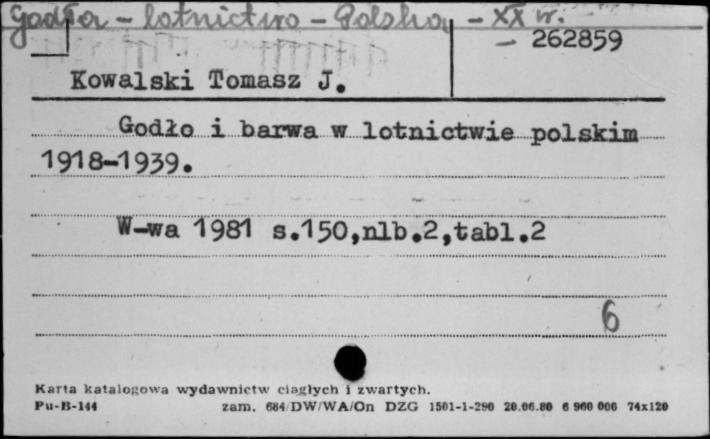 Godła - lotnictwo - Polska - XX w.
- 262859
Kowalski Tomasz J.
Godło i barwa w lotnictwie polskim
1918-1939.
W-wa 1981 s.150,nlb.2,tabl.2
6
Karta katalogowa wydawnictw ciągłych i zwartych.
Pu-B-144 zam. 684/DW/WA/On DZG 1501-1-290 20.06.80 6 960 000 74x120